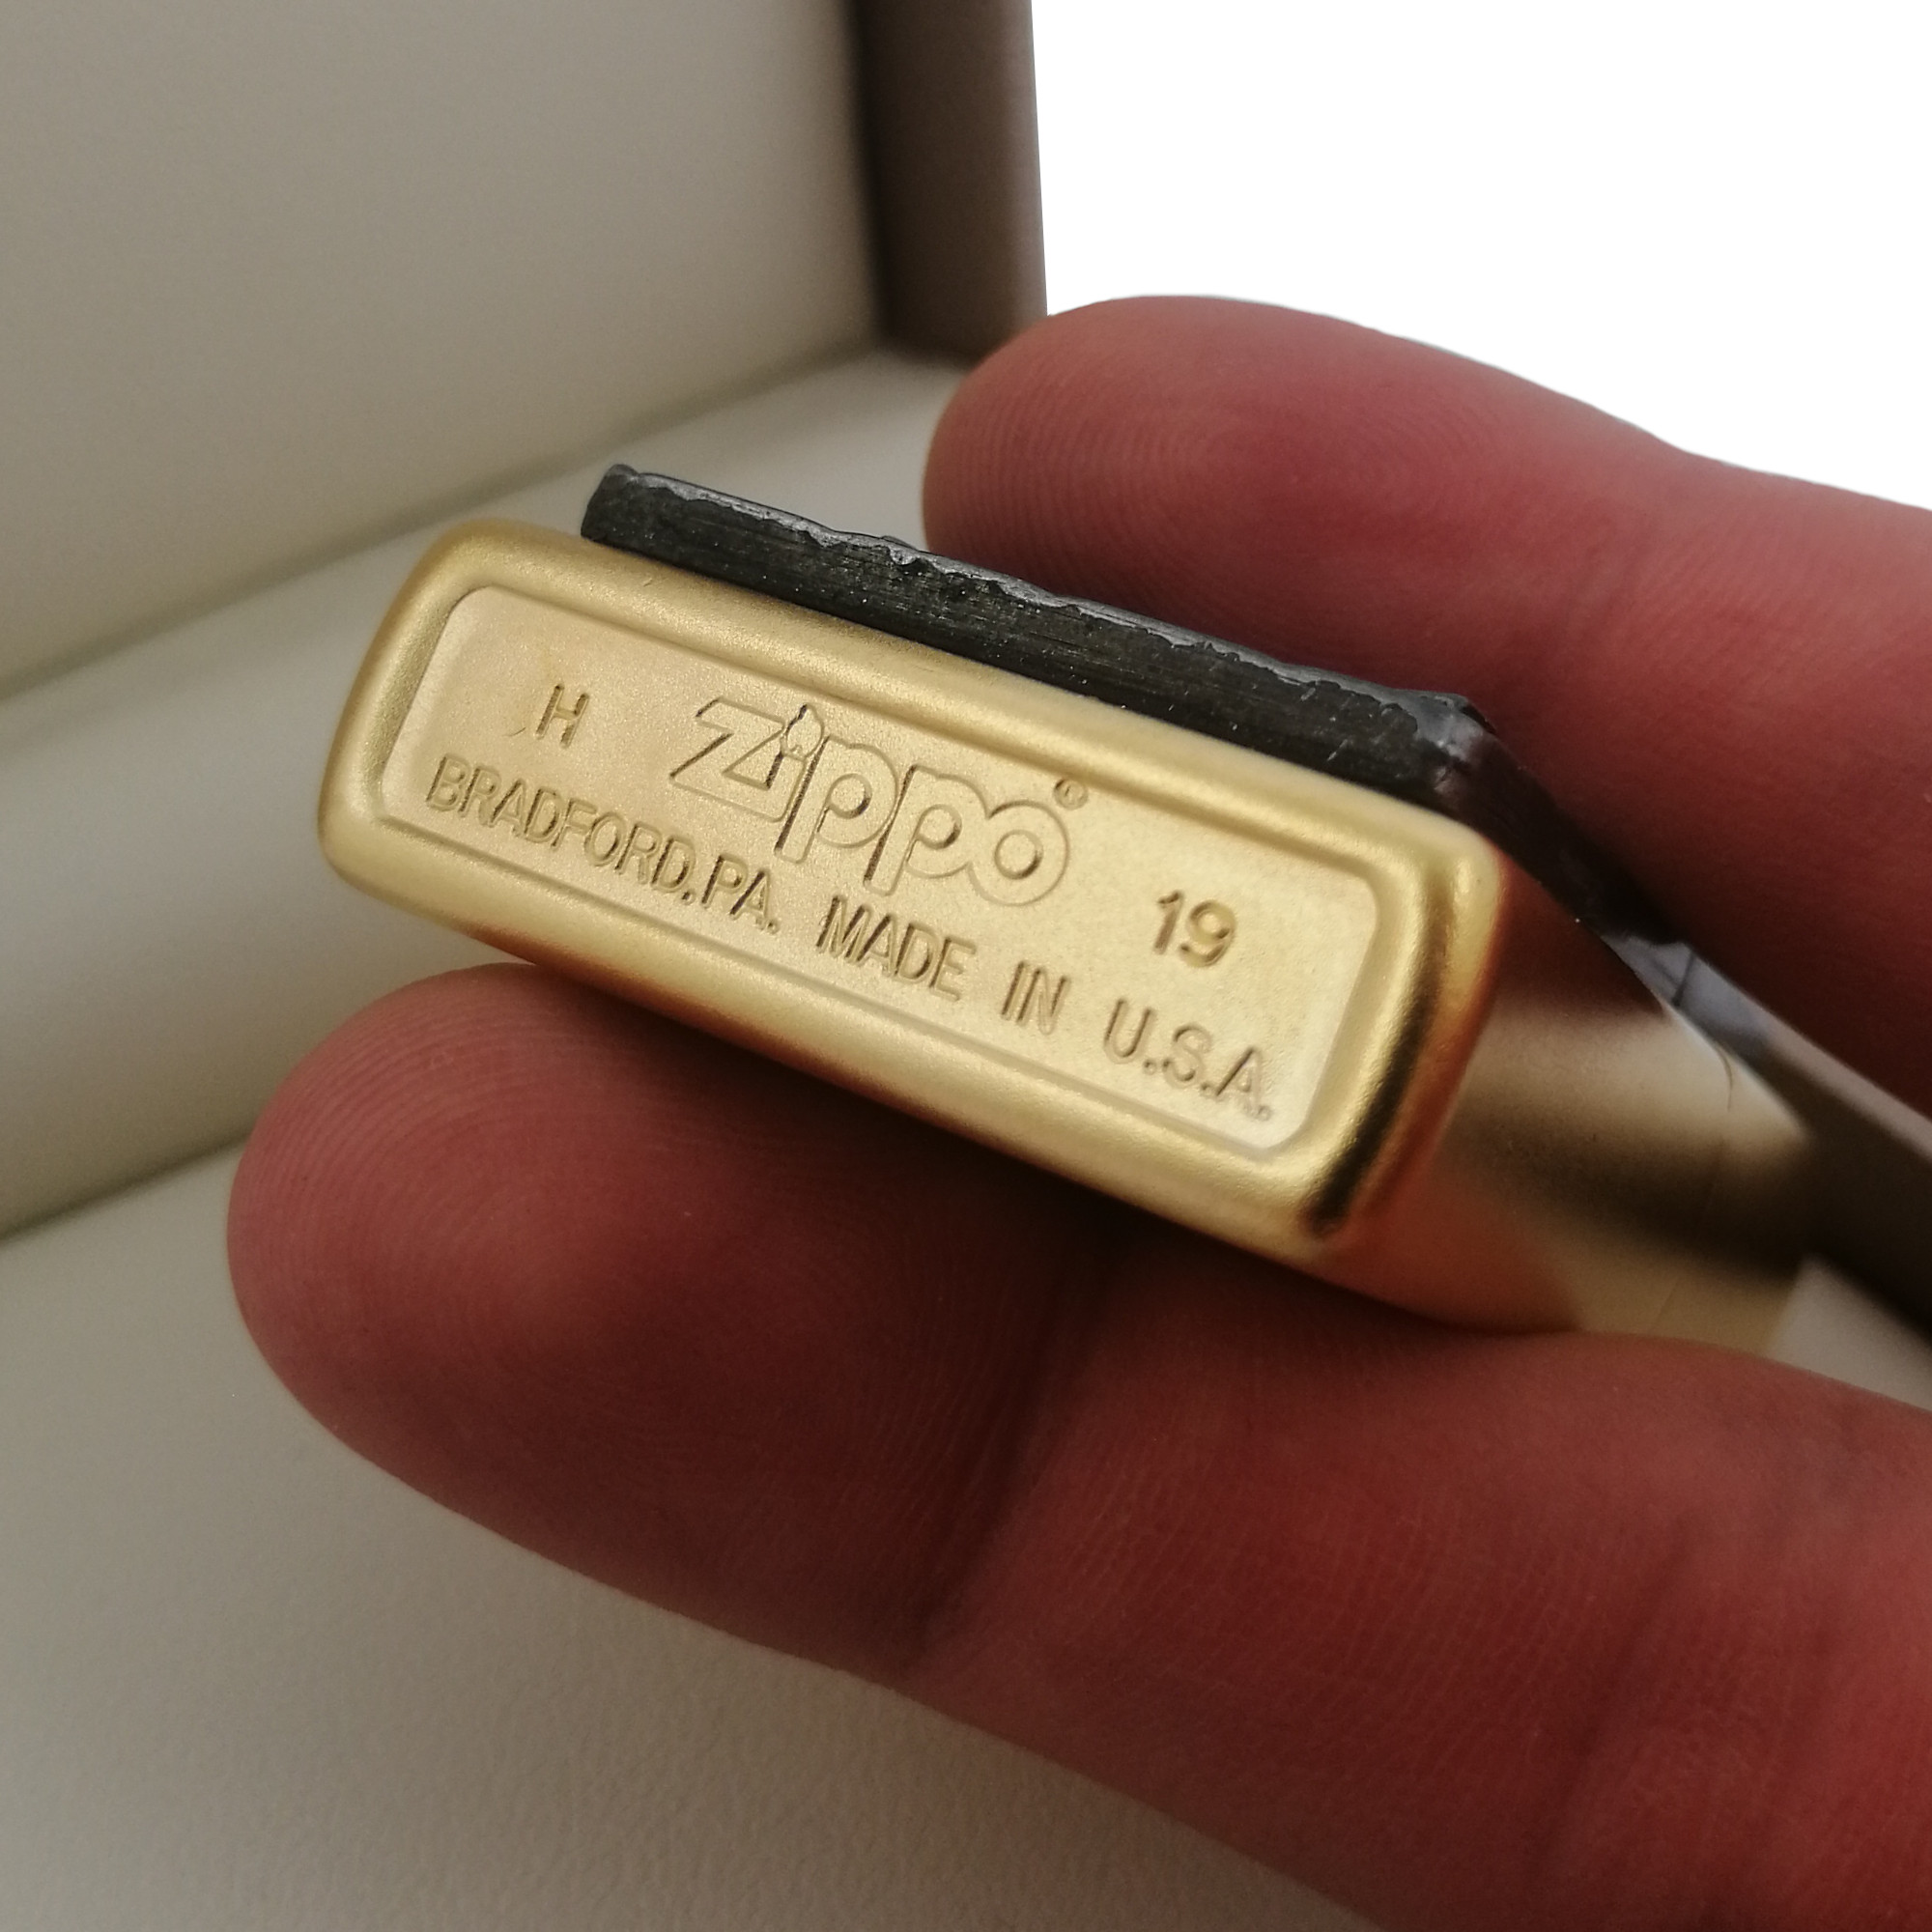 H zippo® 19
BRADFORD,PA. MADE IN U.S.A.